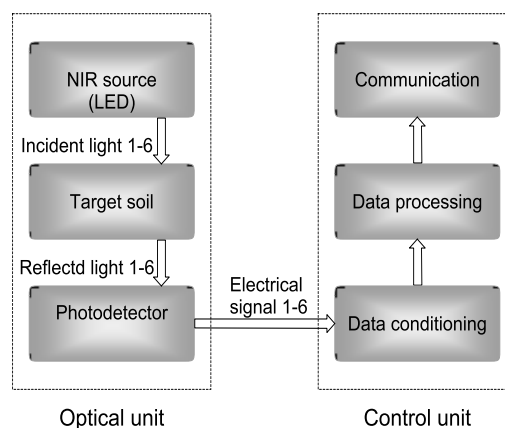 NIR source
(LED)
Incident light 1-6
Target soil
Reflectd light 1-6
Photodetector
Optical unit
Electrical
signal 1-6
Communication
Data processing
Data conditioning
Control unit